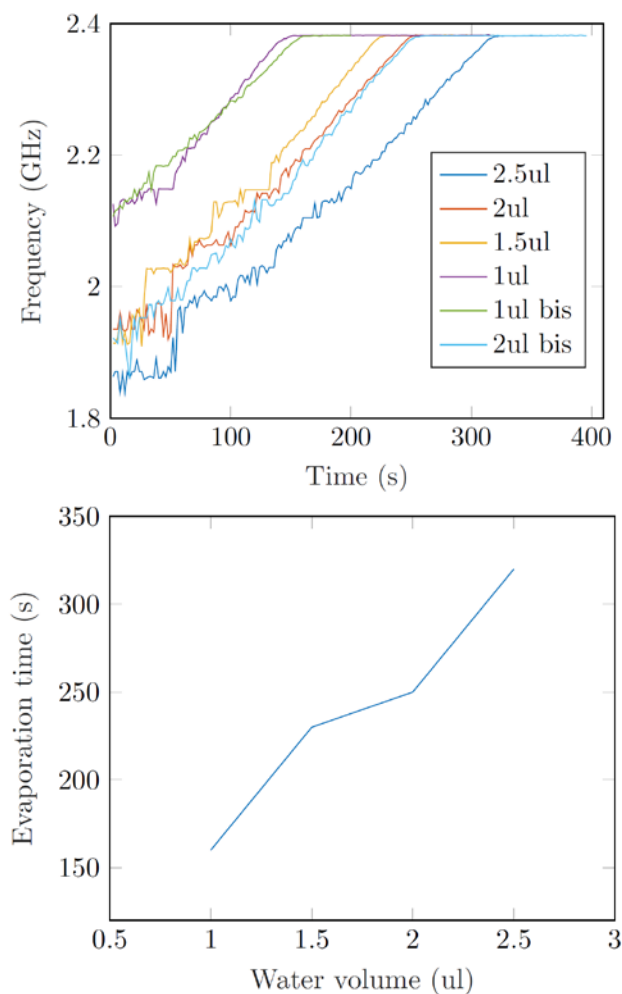 2.4
2.2
2
1.8
Frequency (GHz)
2.5ul
2ul
1.5ul
1ul
1ul bis
2ul bis
0
100
200
300
400
Time (s)
350
300
250
200
150
Evaporation time (s)
0.5
1
1.5
2
2.5
3
Water volume (ul)